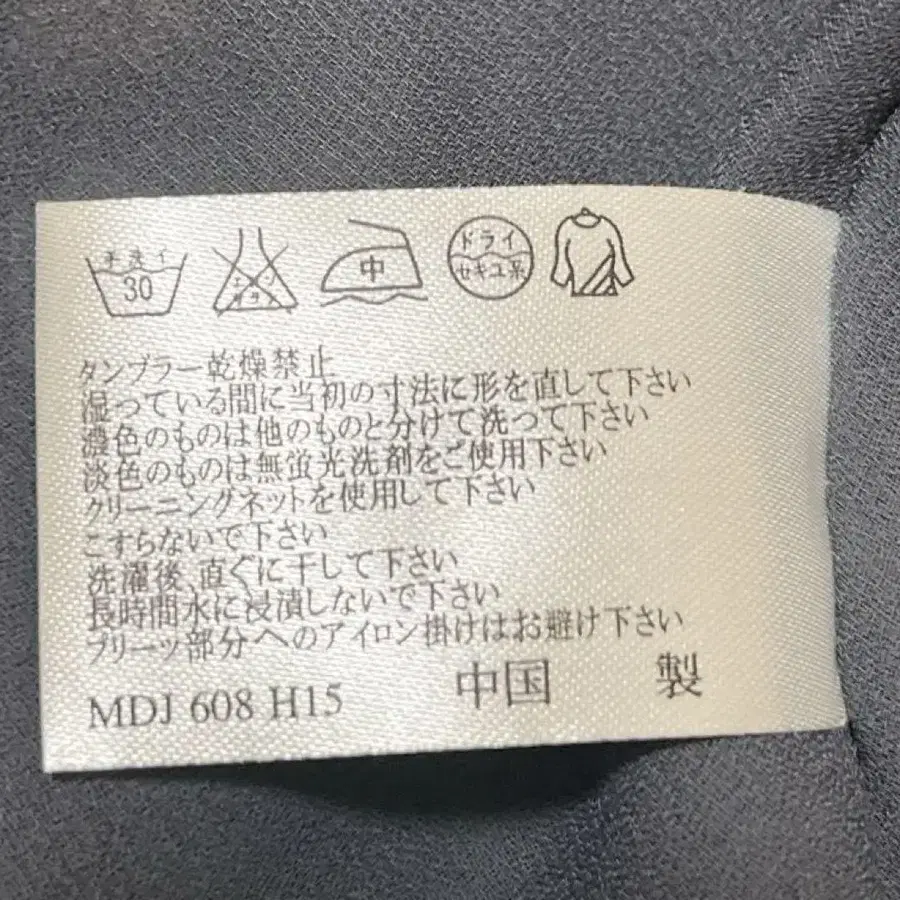 手洗イ 30 エンソサラシ 中 ドライ セキユ系
タンブラー乾燥禁止
湿っている間に当初の寸法に形を直して下さい
濃色のものは他のものと分けて洗って下さい
淡色のものは無蛍光洗剤をご使用下さい
クリーニングネットを使用して下さい
こすらないで下さい
洗濯後、直ぐに干して下さい
長時間水に浸漬しないで下さい
プリーツ部分へのアイロン掛けはお避け下さい
MDJ 608 H15 中国 製